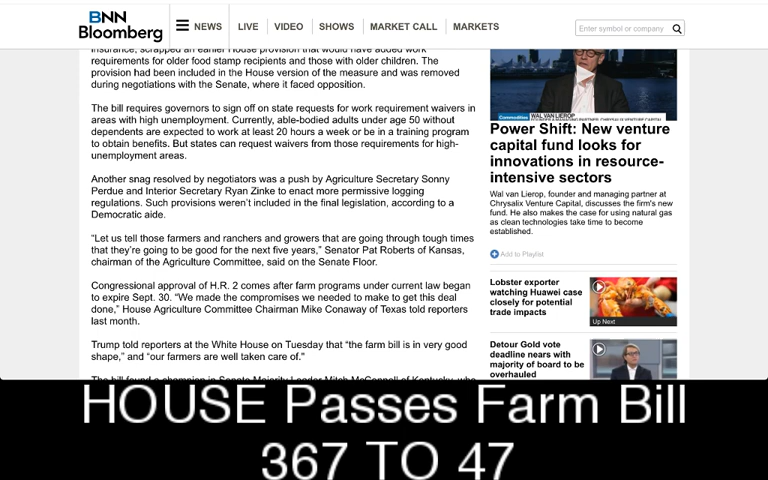 BNN
Bloomberg
NEWS
LIVE
VIDEO
SHOWS
MARKET CALL
MARKETS
Enter symbol or company
insurance, scrapped an earlier House provision that would have added work
requirements for older food stamp recipients and those with older children. The
provision had been included in the House version of the measure and was removed
during negotiations with the Senate, where it faced opposition.
The bill requires governors to sign off on state requests for work requirement waivers in
areas with high unemployment. Currently, able-bodied adults under age 50 without
dependents are expected to work at least 20 hours a week or be in a training program
to obtain benefits. But states can request waivers from those requirements for high-
unemployment areas.
Another snag resolved by negotiators was a push by Agriculture Secretary Sonny
Perdue and Interior Secretary Ryan Zinke to enact more permissive logging
regulations. Such provisions weren't included in the final legislation, according to a
Democratic aide.
“Let us tell those farmers and ranchers and growers that are going through tough times
that they're going to be good for the next five years,” Senator Pat Roberts of Kansas,
chairman of the Agriculture Committee, said on the Senate Floor.
Congressional approval of H.R. 2 comes after farm programs under current law began
to expire Sept. 30. “We made the compromises we needed to make to get this deal
done,” House Agriculture Committee Chairman Mike Conaway of Texas told reporters
last month.
Trump told reporters at the White House on Tuesday that “the farm bill is in very good
shape,” and “our farmers are well taken care of.”
The bill found a champion in Senate Majority Leader Mitch McConnell of Kentucky, who
Commodities
WAL VAN LIEROP
Power Shift: New venture
capital fund looks for
innovations in resource-
intensive sectors
Wal van Lierop, founder and managing partner at
Chrysalix Venture Capital, discusses the firm's new
fund. He also makes the case for using natural gas
as clean technologies take time to become
established.
Add to Playlist
Lobster exporter
watching Huawei case
closely for potential
trade impacts
Up Next
Detour Gold vote
deadline nears with
majority of board to be
overhauled
HOUSE Passes Farm Bill
367 TO 47